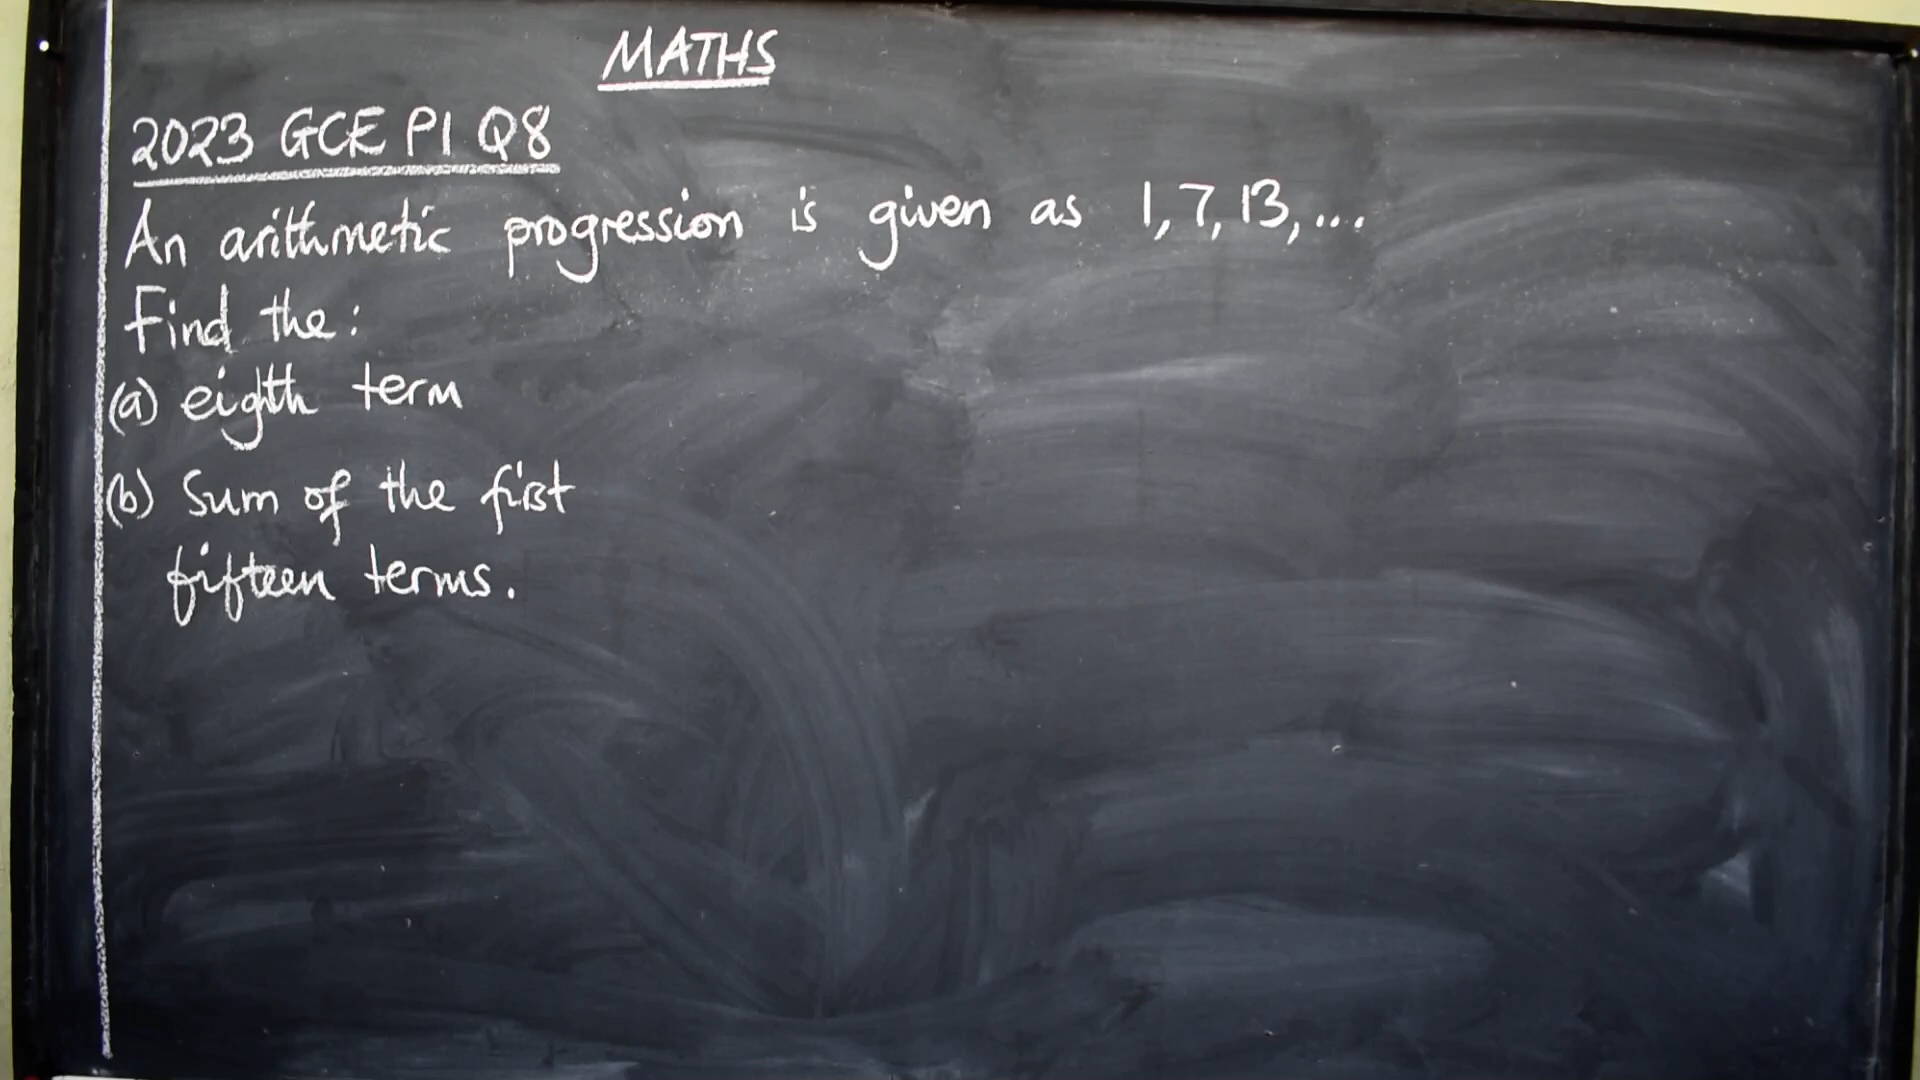 MATHS
2023 GCE P1 Q8
An arithmetic progression is given as 1, 7, 13, ...
Find the:
(a) eighth term
(b) Sum of the first
fifteen terms.